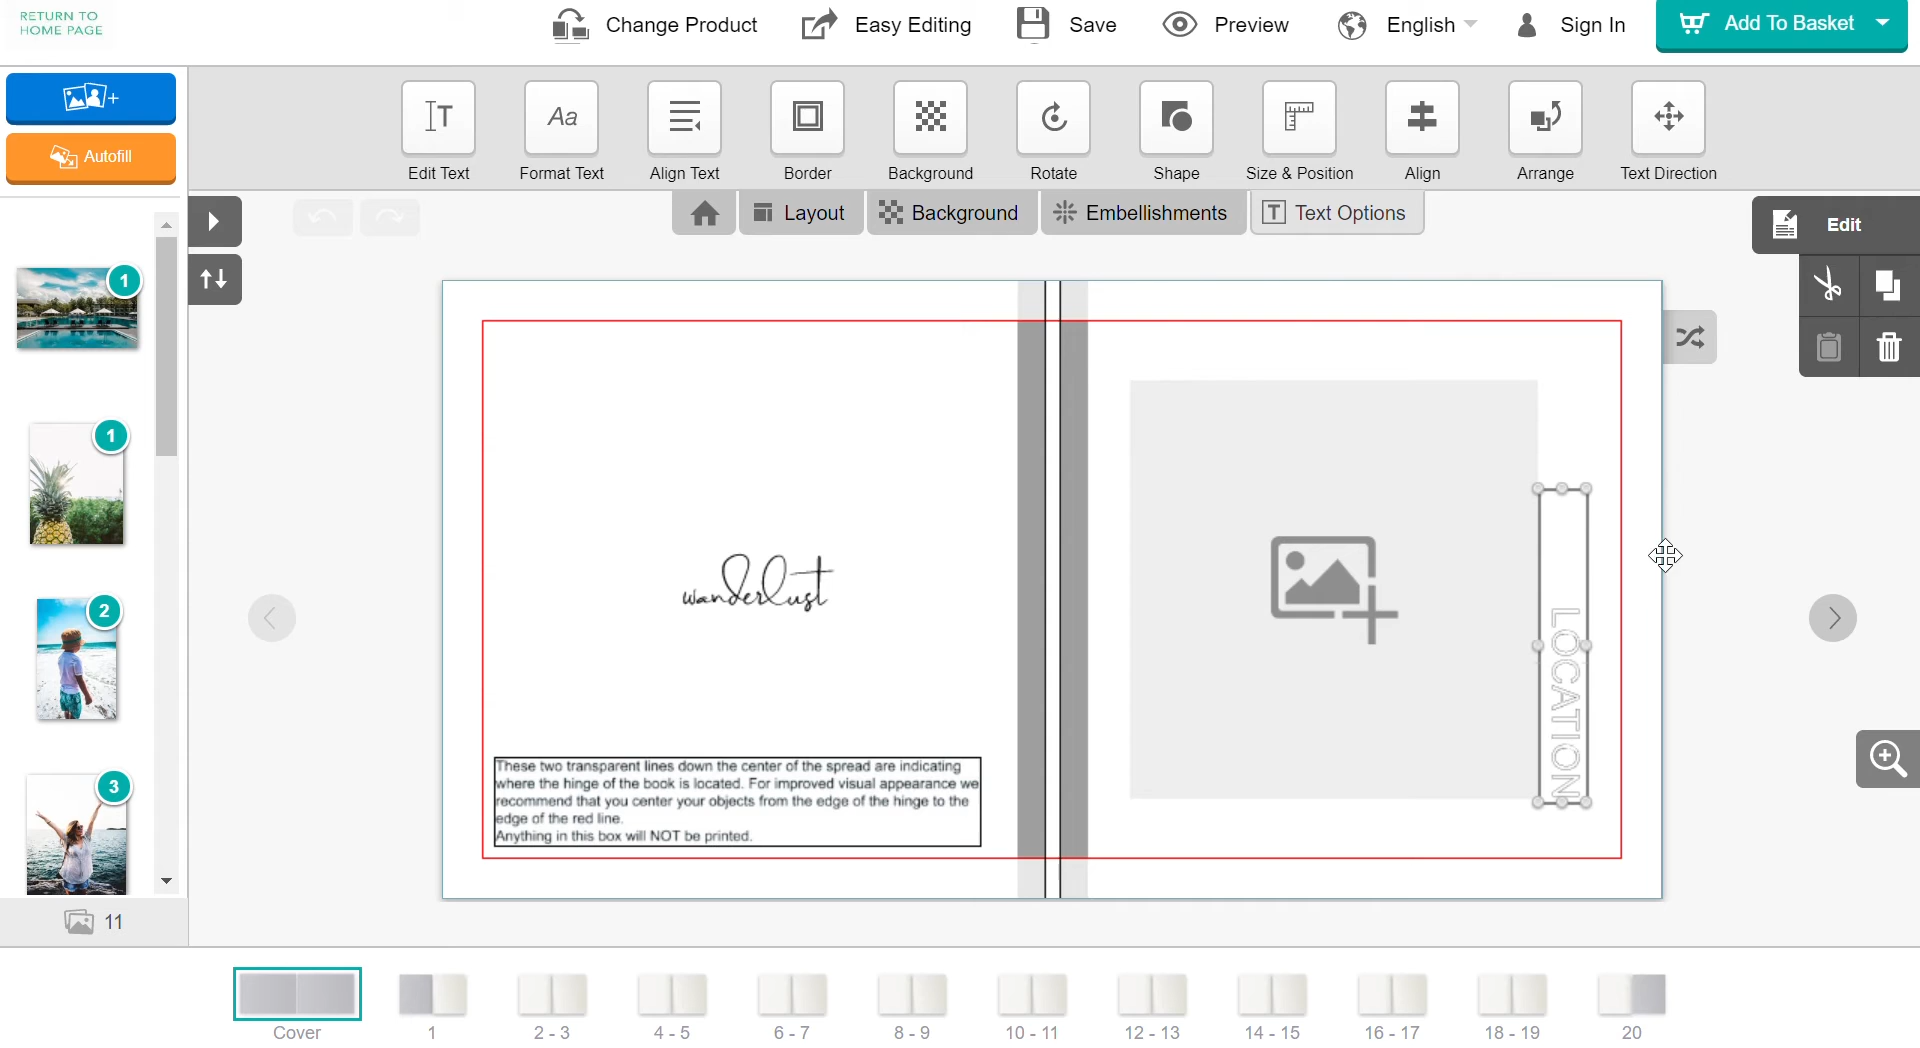 RETURN TO
HOME PAGE
Change Product
Easy Editing
Save
Preview
English
Sign In
Add To Basket
Autofill
T
Aa
Edit Text
Format Text
Align Text
Border
Background
Rotate
Shape
Size & Position
Align
Arrange
Text Direction
Layout
Background
Embellishments
T Text Options
Edit
1
1
2
3
11
wanderlust
LOCATION
These two transparent lines down the center of the spread are indicating
where the hinge of the book is located. For improved visual appearance we
recommend that you center your objects from the edge of the hinge to the
edge of the red line.
Anything in this box will NOT be printed.
Cover
1
2 - 3
4 - 5
6 - 7
8 - 9
10 - 11
12 - 13
14 - 15
16 - 17
18 - 19
20